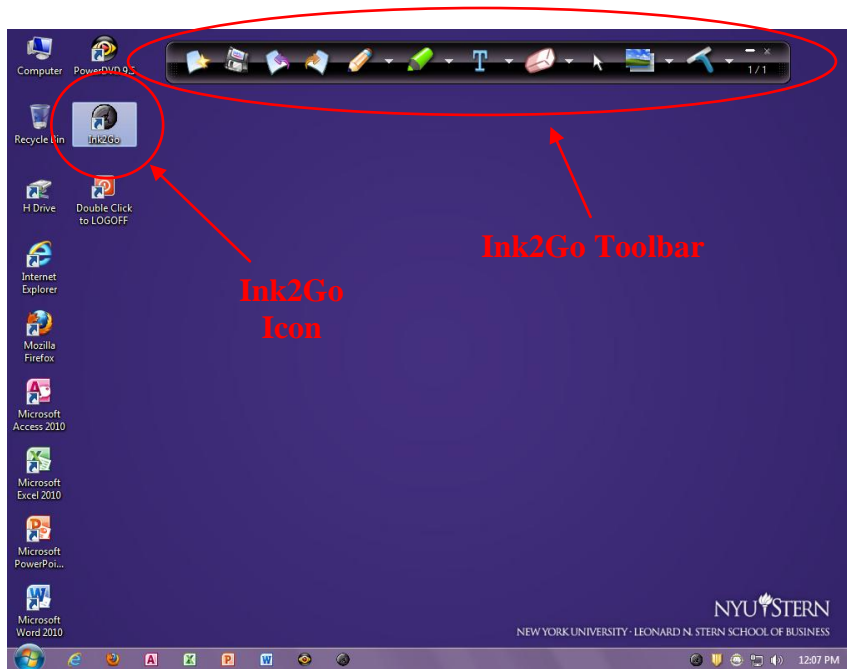 Computer
PowerDVD 9.5
1/1
Recycle Bin
Ink2Go
H Drive
Double Click
to LOGOFF
Ink2Go Toolbar
Internet
Explorer
Ink2Go
Icon
Mozilla
Firefox
Microsoft
Access 2010
Microsoft
Excel 2010
Microsoft
PowerPoi...
Microsoft
Word 2010
NYU STERN
NEW YORK UNIVERSITY · LEONARD N. STERN SCHOOL OF BUSINESS
12:07 PM